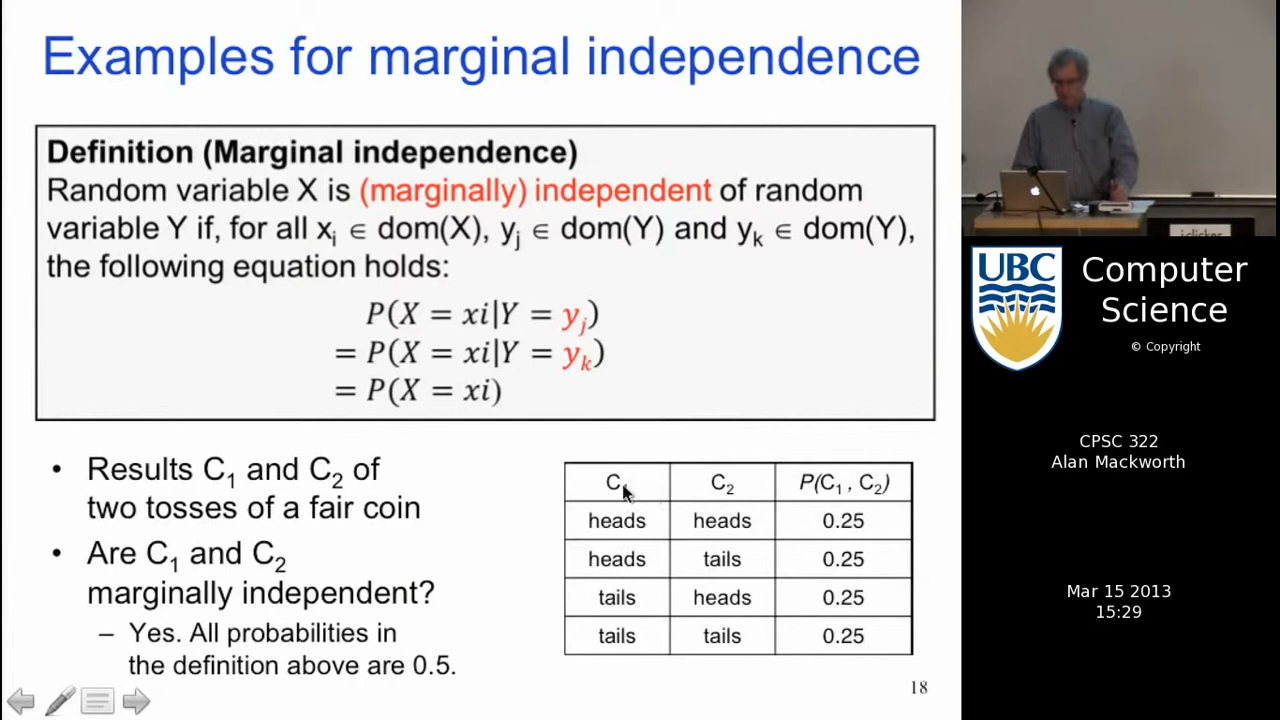 Examples for marginal independence
Definition (Marginal independence)
Random variable X is (marginally) independent of random
variable Y if, for all xᵢ ∈ dom(X), yⱼ ∈ dom(Y) and yₖ ∈ dom(Y),
the following equation holds:
P(X = xi|Y = yⱼ)
= P(X = xi|Y = yₖ)
= P(X = xi)
• Results C₁ and C₂ of
two tosses of a fair coin
• Are C₁ and C₂
marginally independent?
– Yes. All probabilities in
the definition above are 0.5.
C₁ C₂ P(C₁ , C₂)
heads heads 0.25
heads tails 0.25
tails heads 0.25
tails tails 0.25
18
i>clicker
UBC
Computer
Science
© Copyright
CPSC 322
Alan Mackworth
Mar 15 2013
15:29